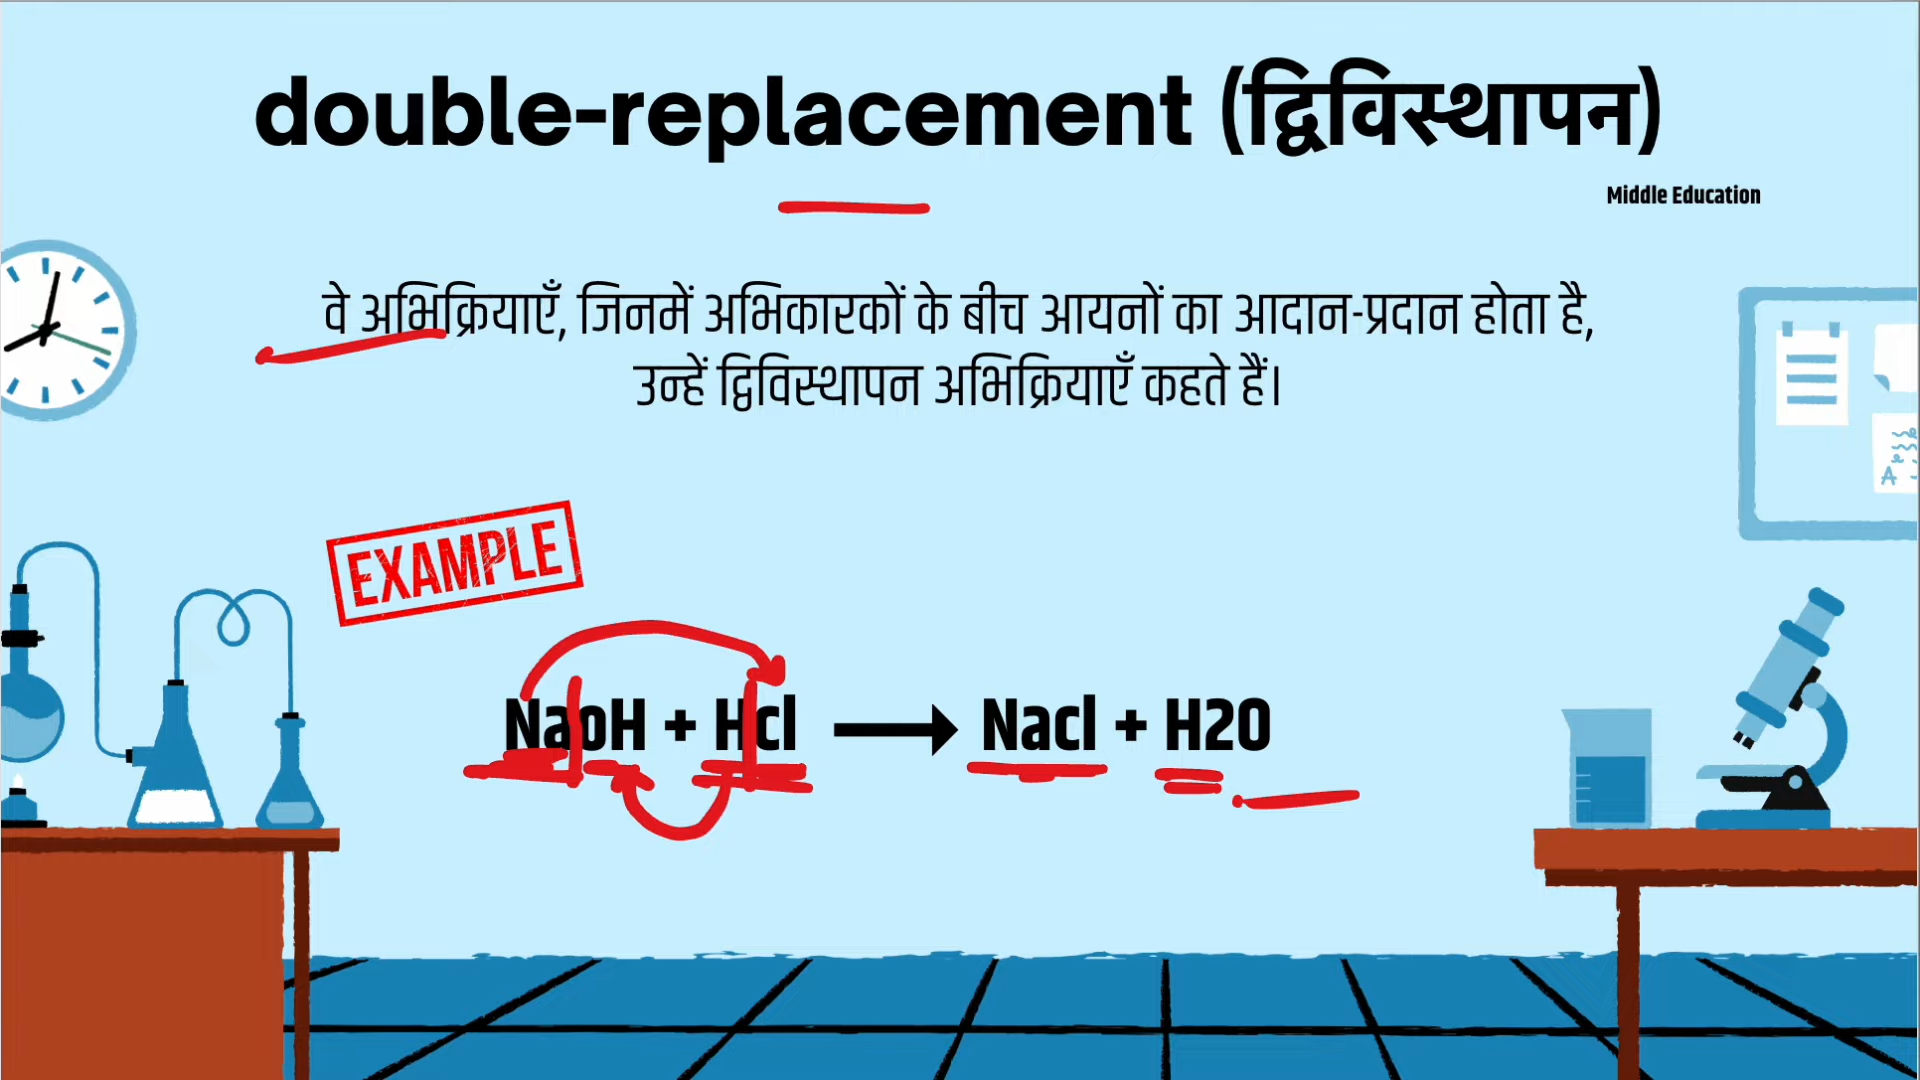 double-replacement (द्विविस्थापन)
Middle Education
वे अभिक्रियाएँ, जिनमें अभिकारकों के बीच आयनों का आदान-प्रदान होता है,
उन्हें द्विविस्थापन अभिक्रियाएँ कहते हैं।
EXAMPLE
NaoH + Hcl → Nacl + H2O
A